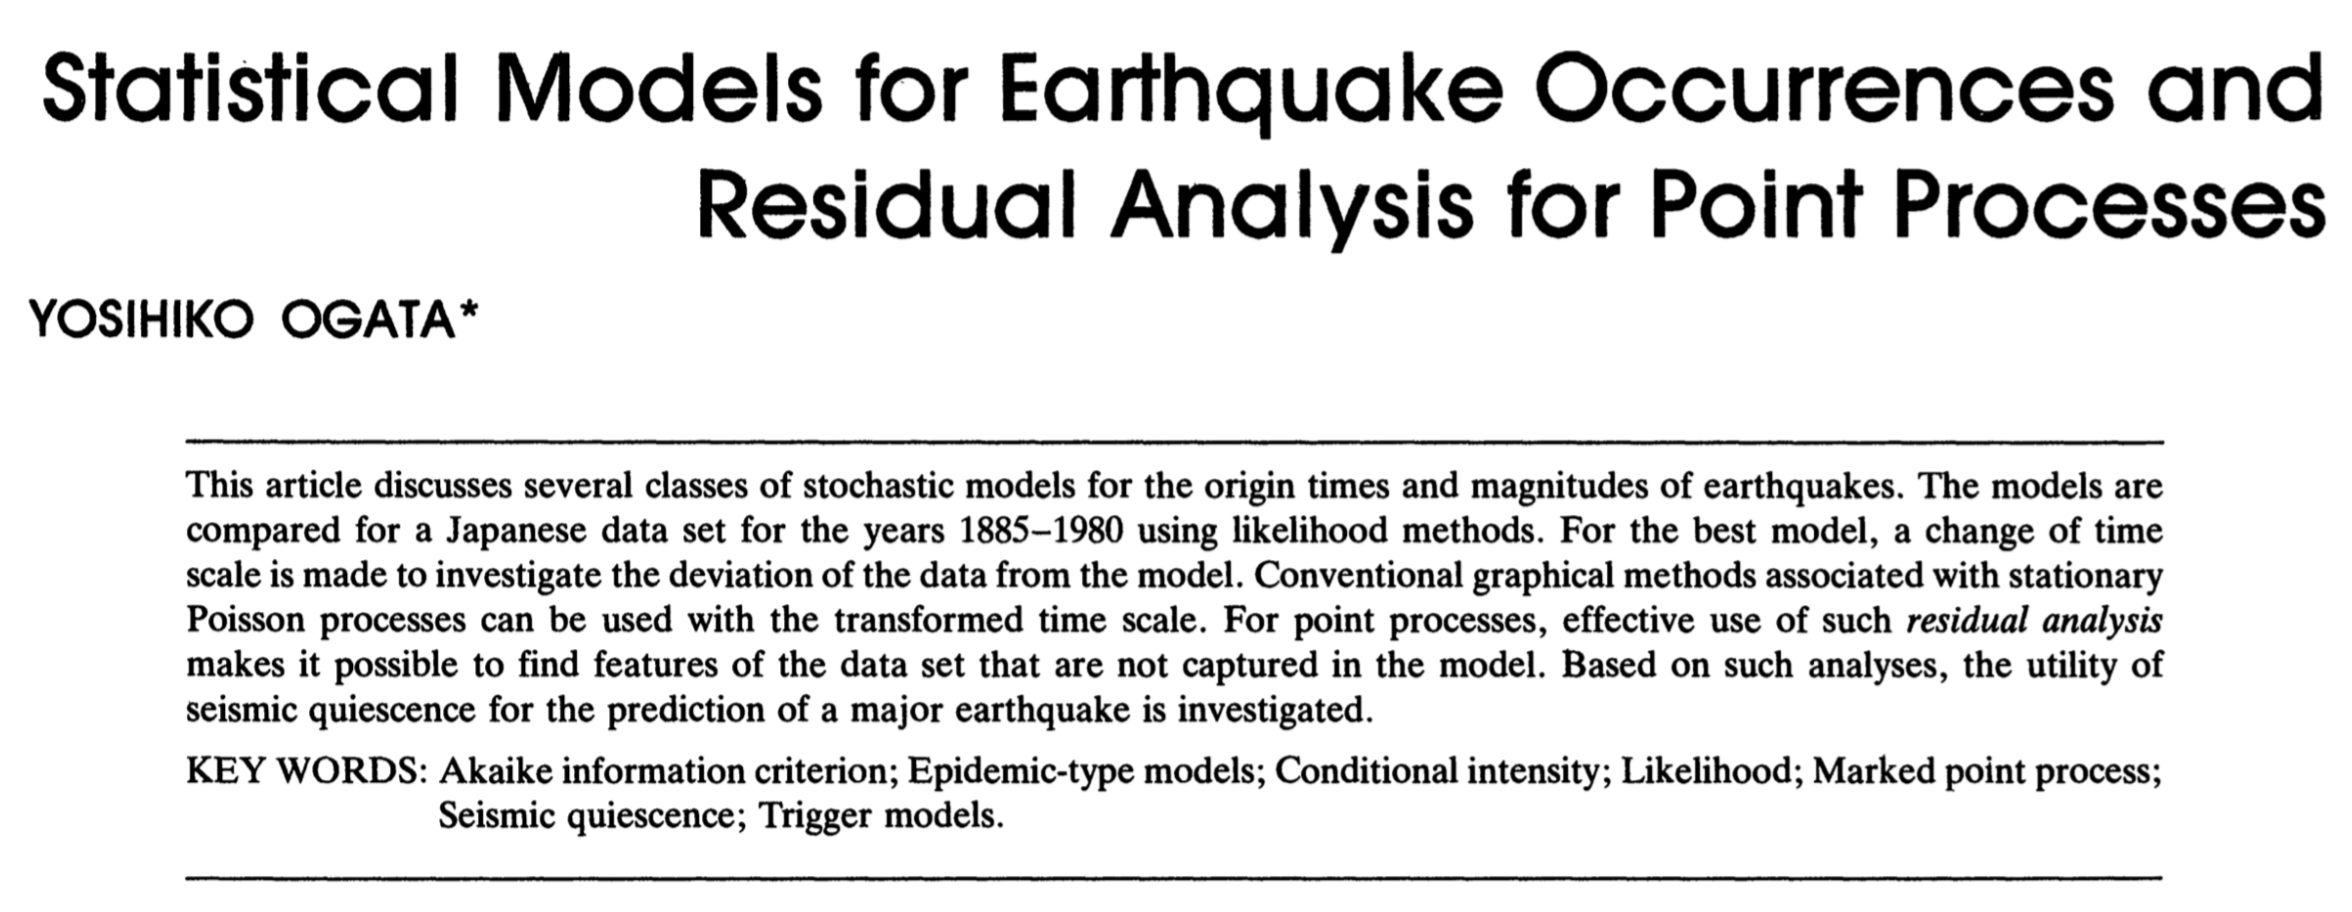 Statistical Models for Earthquake Occurrences and
Residual Analysis for Point Processes
YOSIHIKO OGATA*
This article discusses several classes of stochastic models for the origin times and magnitudes of earthquakes. The models are
compared for a Japanese data set for the years 1885–1980 using likelihood methods. For the best model, a change of time
scale is made to investigate the deviation of the data from the model. Conventional graphical methods associated with stationary
Poisson processes can be used with the transformed time scale. For point processes, effective use of such residual analysis
makes it possible to find features of the data set that are not captured in the model. Based on such analyses, the utility of
seismic quiescence for the prediction of a major earthquake is investigated.
KEY WORDS: Akaike information criterion; Epidemic-type models; Conditional intensity; Likelihood; Marked point process;
Seismic quiescence; Trigger models.